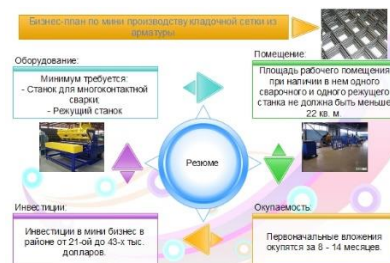 Бизнес-план по мини производству кладочной сетки из
арматуры
Оборудование:
Минимум требуется:
- Станок для многоконтактной
сварки;
- Режущий станок
Помещение:
Площадь рабочего помещения
при наличии в нем одного
сварочного и одного режущего
станка не должна быть меньше
22 кв. м.
Резюме
Инвестиции:
Инвестиции в мини бизнес в
районе от 21-ой до 43-х тыс.
долларов.
Окупаемость:
Первоначальные вложения
окупятся за 8 - 14 месяцев.